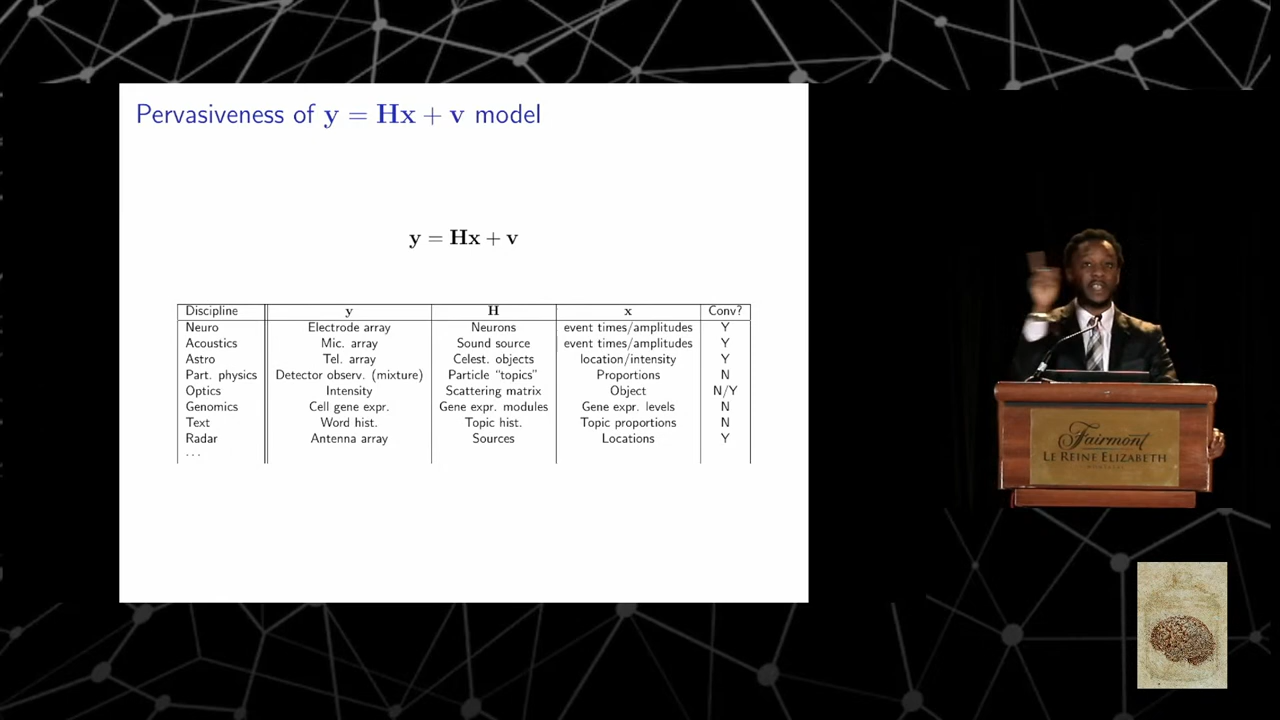 Pervasiveness of y = Hx + v model
y = Hx + v
Discipline y H x Conv?
Neuro Electrode array Neurons event times/amplitudes Y
Acoustics Mic. array Sound source event times/amplitudes Y
Astro Tel. array Celest. objects location/intensity Y
Part. physics Detector observ. (mixture) Particle “topics” Proportions N
Optics Intensity Scattering matrix Object N/Y
Genomics Cell gene expr. Gene expr. modules Gene expr. levels N
Text Word hist. Topic hist. Topic proportions N
Radar Antenna array Sources Locations Y
...
Fairmont
LE REINE ELIZABETH